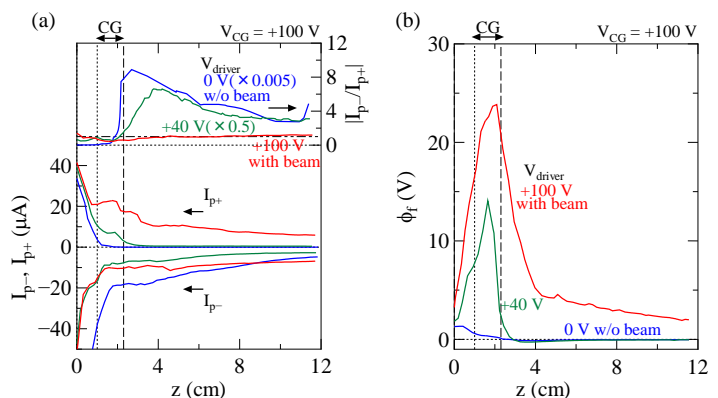 (a)
CG
V_CG = +100 V
12
8
4
0
|I_p−/I_p+|
V_driver
0 V(×0.005)
w/o beam
+40 V(×0.5)
+100 V
with beam
40
20
0
−20
−40
I_p−, I_p+ (μA)
I_p+
I_p−
0
4
8
12
z (cm)
(b)
CG
V_CG = +100 V
30
20
10
0
ϕ_f (V)
V_driver
+100 V
with beam
+40 V
0 V w/o beam
0
4
8
12
z (cm)